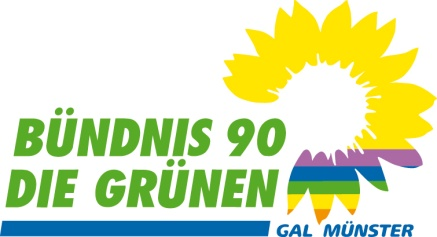 BÜNDNIS 90
DIE GRÜNEN
GAL MÜNSTER